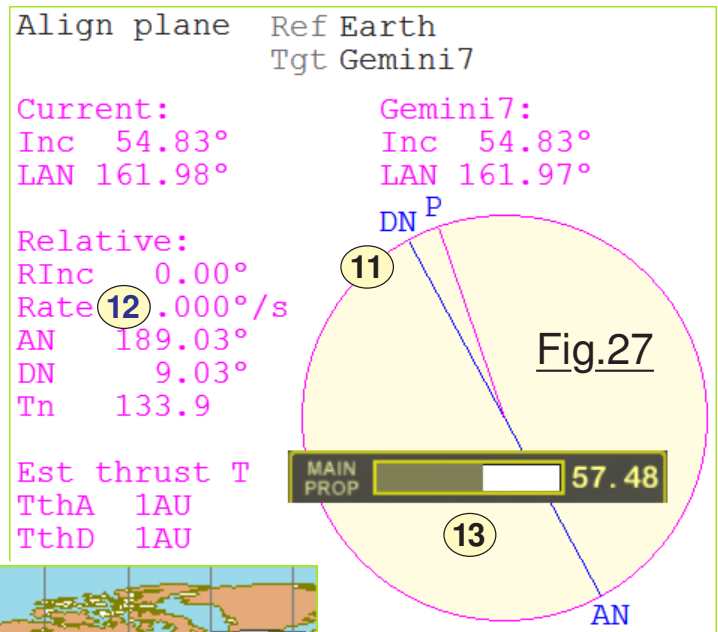 Align plane Ref Earth
Tgt Gemini7
Current: Gemini7:
Inc 54.83° Inc 54.83°
LAN 161.98° LAN 161.97°
DN P
Relative:
11
RInc 0.00°
Rate 12 .000°/s
AN 189.03°
Fig.27
DN 9.03°
Tn 133.9
Est thrust T
MAIN PROP 57.48
TthA 1AU
TthD 1AU
13
AN